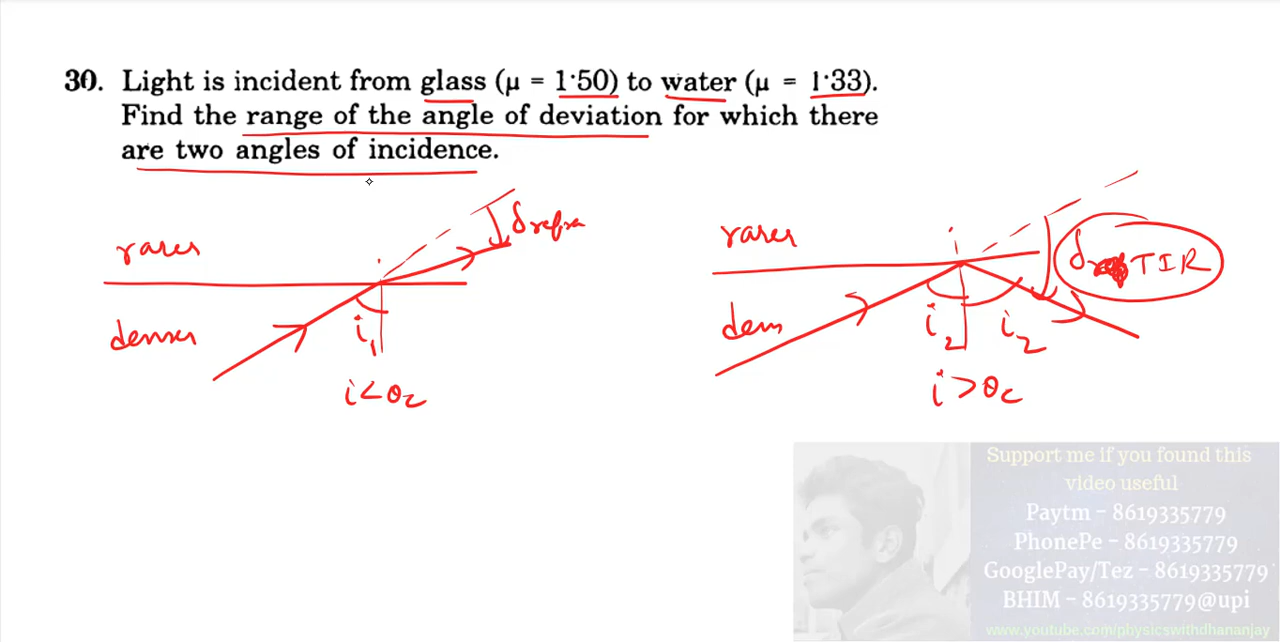 30. Light is incident from glass (μ = 1·50) to water (μ = 1·33).
Find the range of the angle of deviation for which there
are two angles of incidence.
rarer
δ refra
denser
i₁
i<θc
rarer
i
δ TIR
den
i₂ i₂
i>θc
Support me if you found this
video useful
Paytm - 8619335779
PhonePe - 8619335779
GooglePay/Tez - 8619335779
BHIM - 8619335779@upi
www.youtube.com/physicswithdhananjay